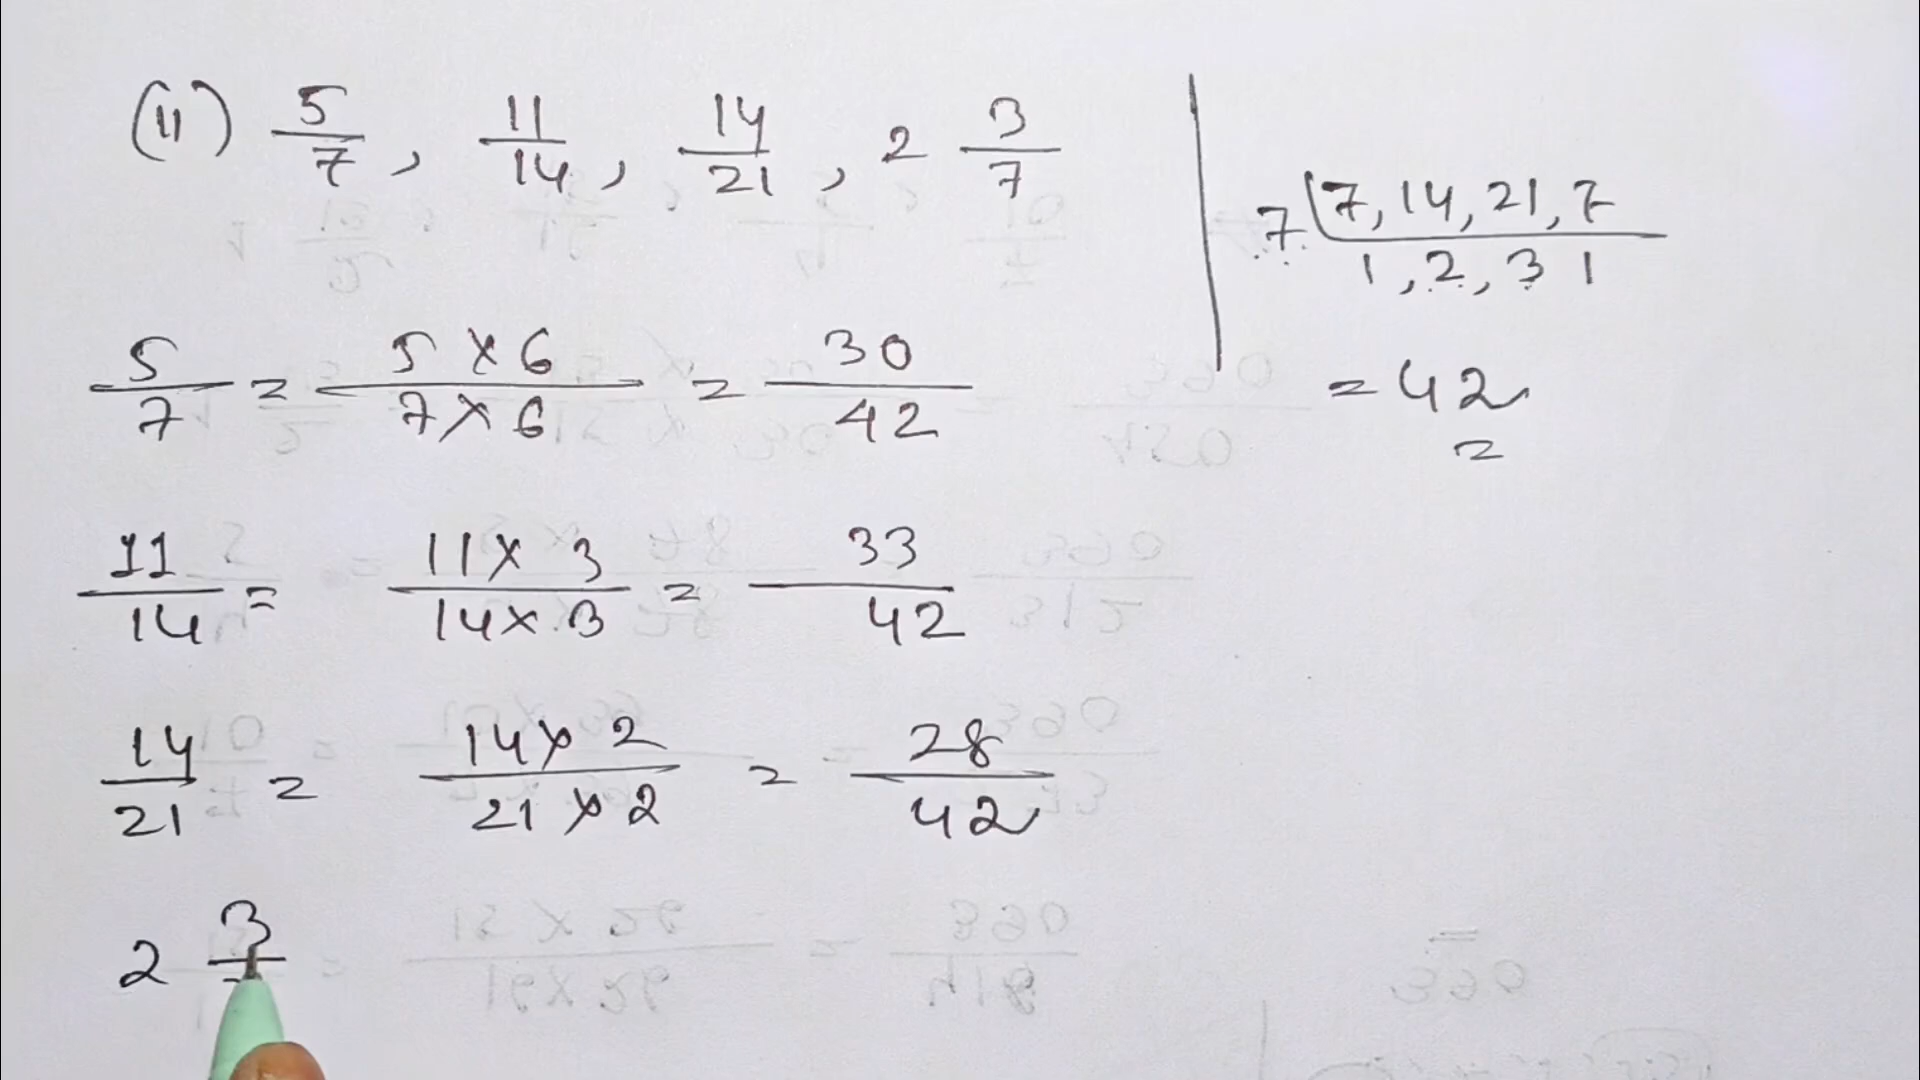 (11) 5/7, 11/14, 14/21, 2 3/7
7 | 7, 14, 21, 7
1, 2, 3 1
= 42
=
5/7 = 5 × 6 / 7 × 6 = 30/42
11/14 = 11 × 3 / 14 × 3 = 33/42
14/21 = 14 × 2 / 21 × 2 = 28/42
2 3/